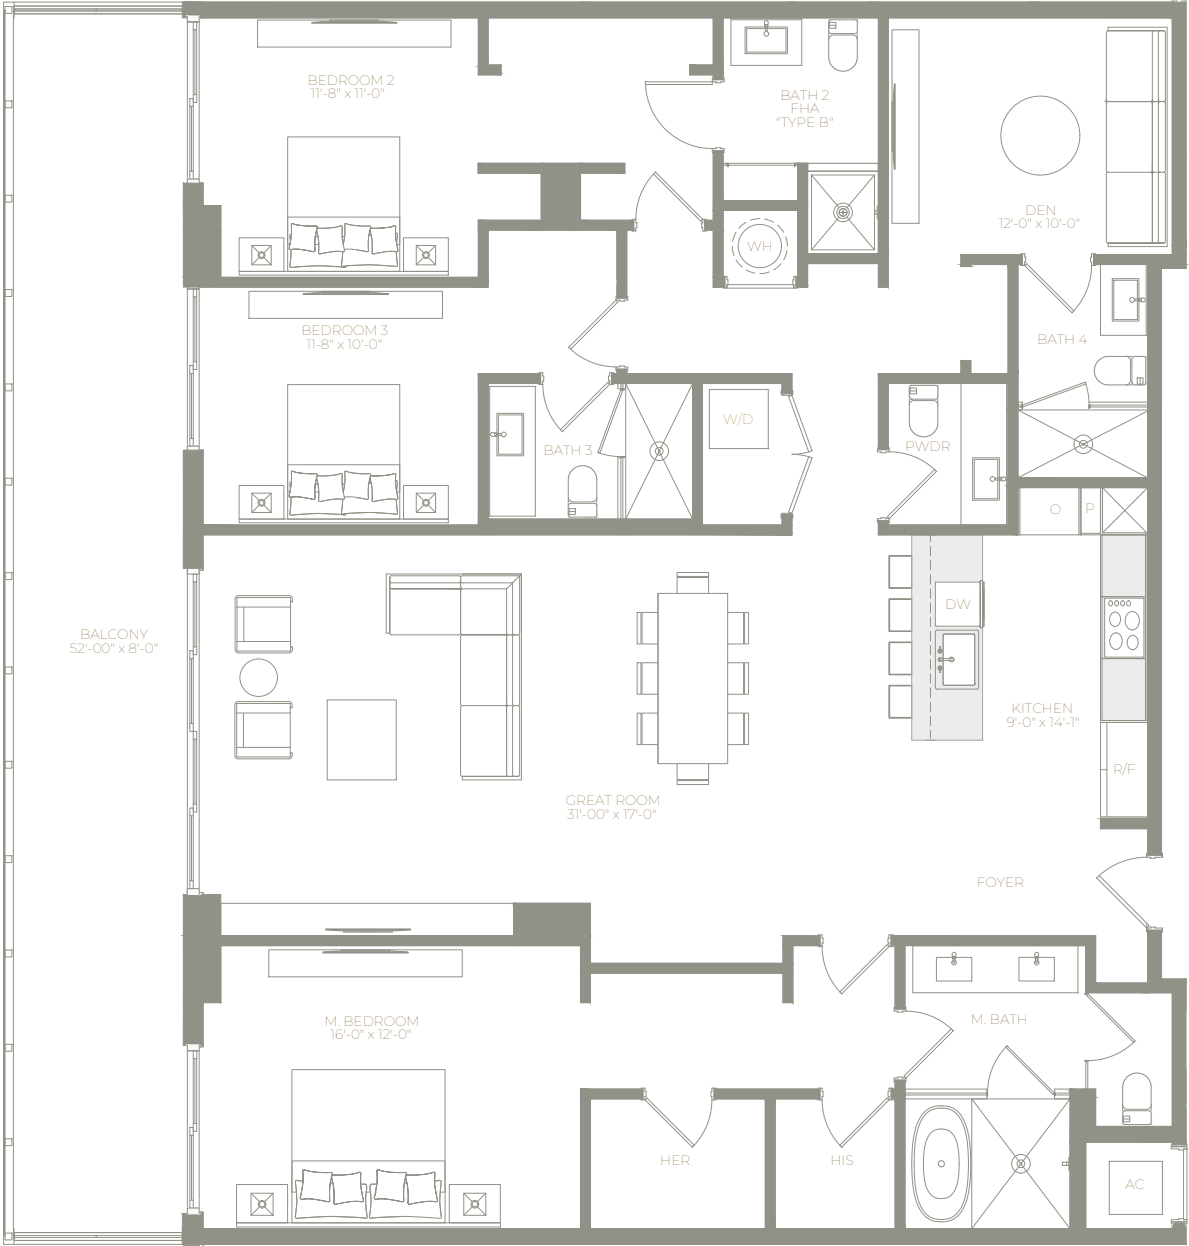 BEDROOM 2
11'-8" x 11'-0"
BATH 2
FHA
"TYPE B"
DEN
12'-0" x 10'-0"
WH
BEDROOM 3
11-8" x 10'-0"
BATH 4
W/D
BATH 3
PWDR
O
P
DW
BALCONY
52'-00" x 8'-0"
KITCHEN
9'-0" x 14'-1"
R/F
GREAT ROOM
31'-00" x 17'-0"
FOYER
M. BEDROOM
16'-0" x 12'-0"
M. BATH
HER
HIS
AC